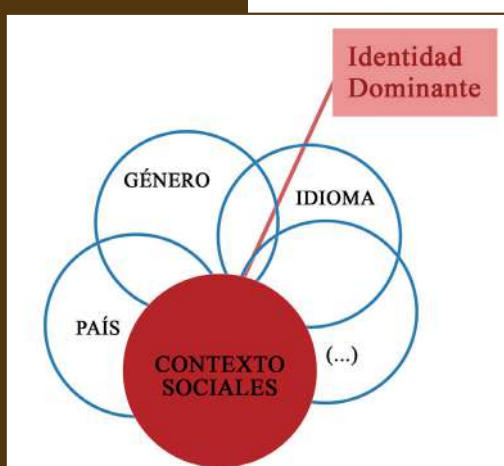 Identidad
Dominante
GÉNERO
IDIOMA
PAÍS
(...)
CONTEXTO
SOCIALES